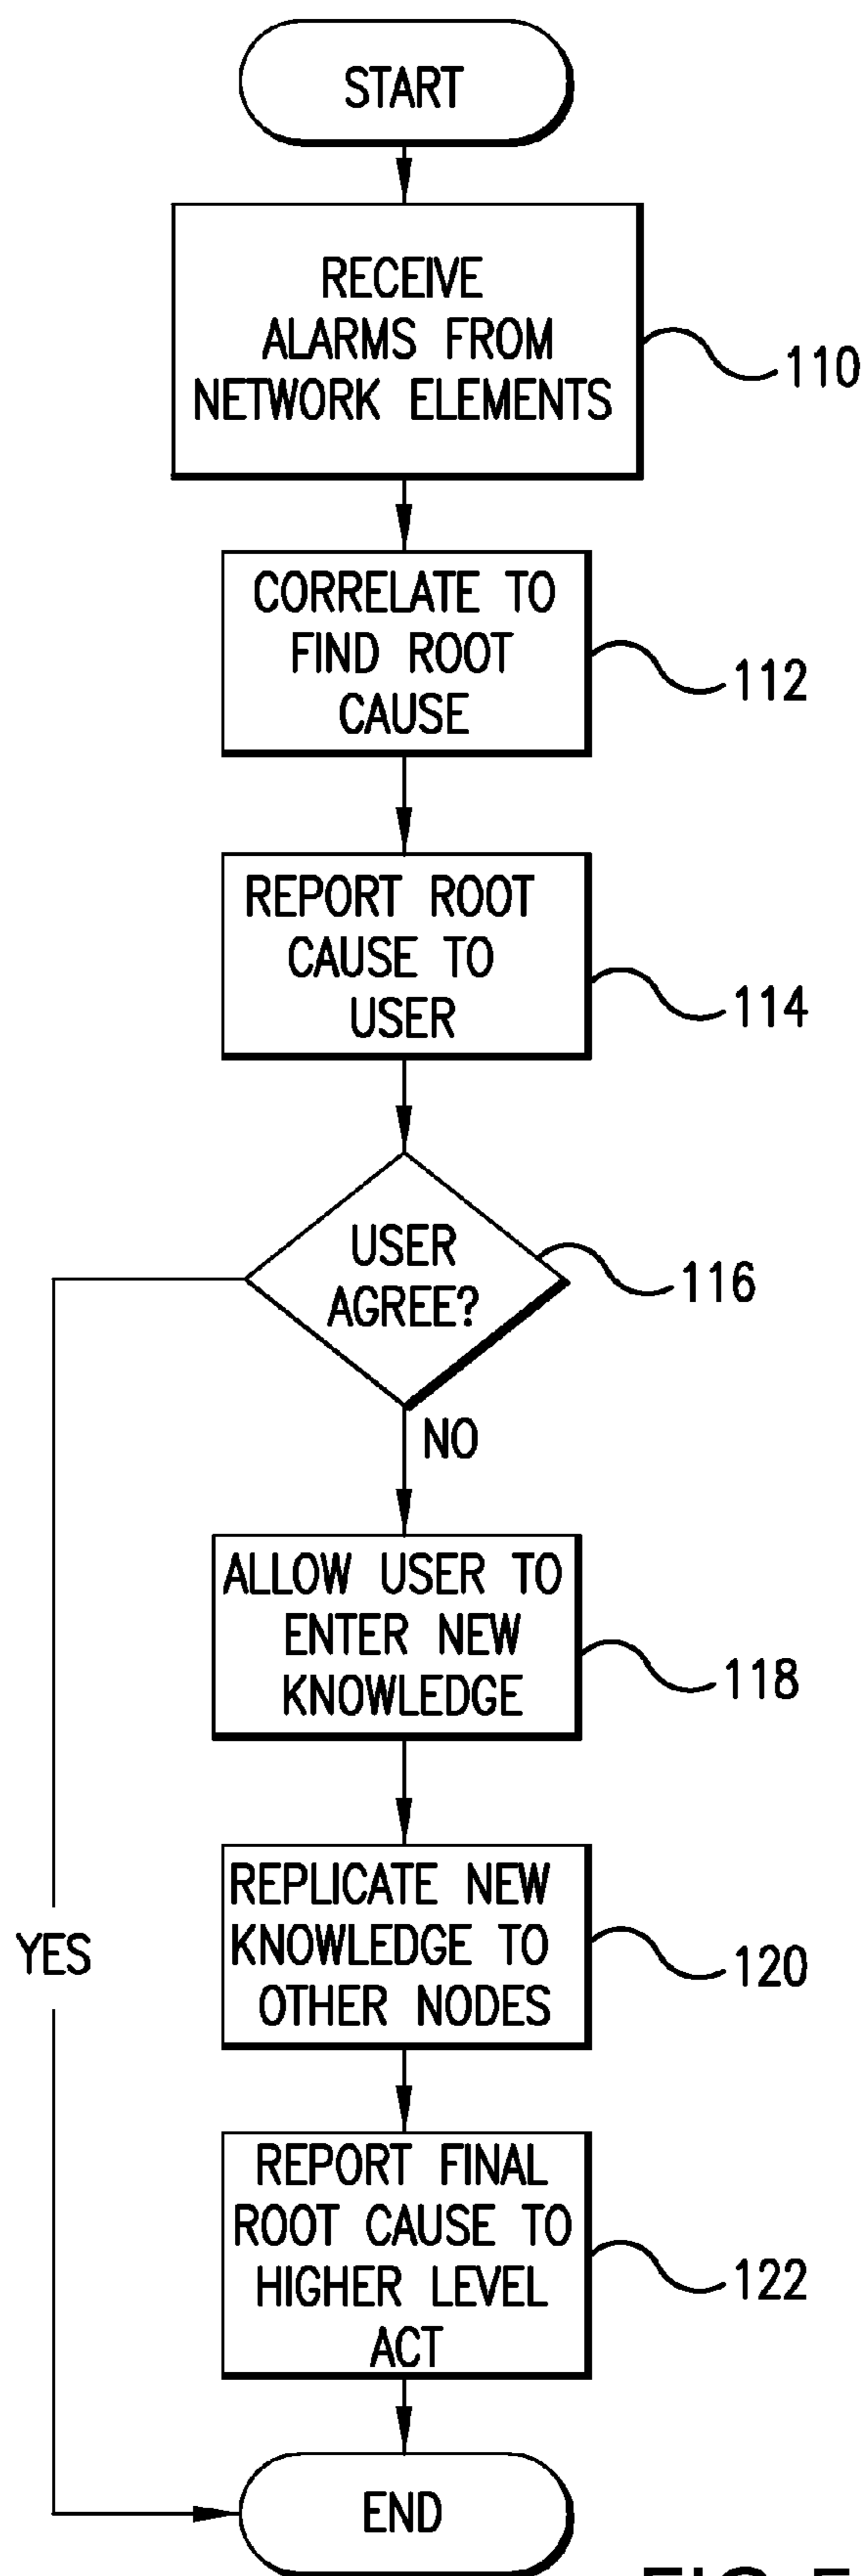 START
RECEIVE
ALARMS FROM
NETWORK ELEMENTS
110
CORRELATE TO
FIND ROOT
CAUSE
112
REPORT ROOT
CAUSE TO
USER
114
USER
AGREE?
116
NO
ALLOW USER TO
ENTER NEW
KNOWLEDGE
118
YES
REPLICATE NEW
KNOWLEDGE TO
OTHER NODES
120
REPORT FINAL
ROOT CAUSE TO
HIGHER LEVEL
ACT
122
END